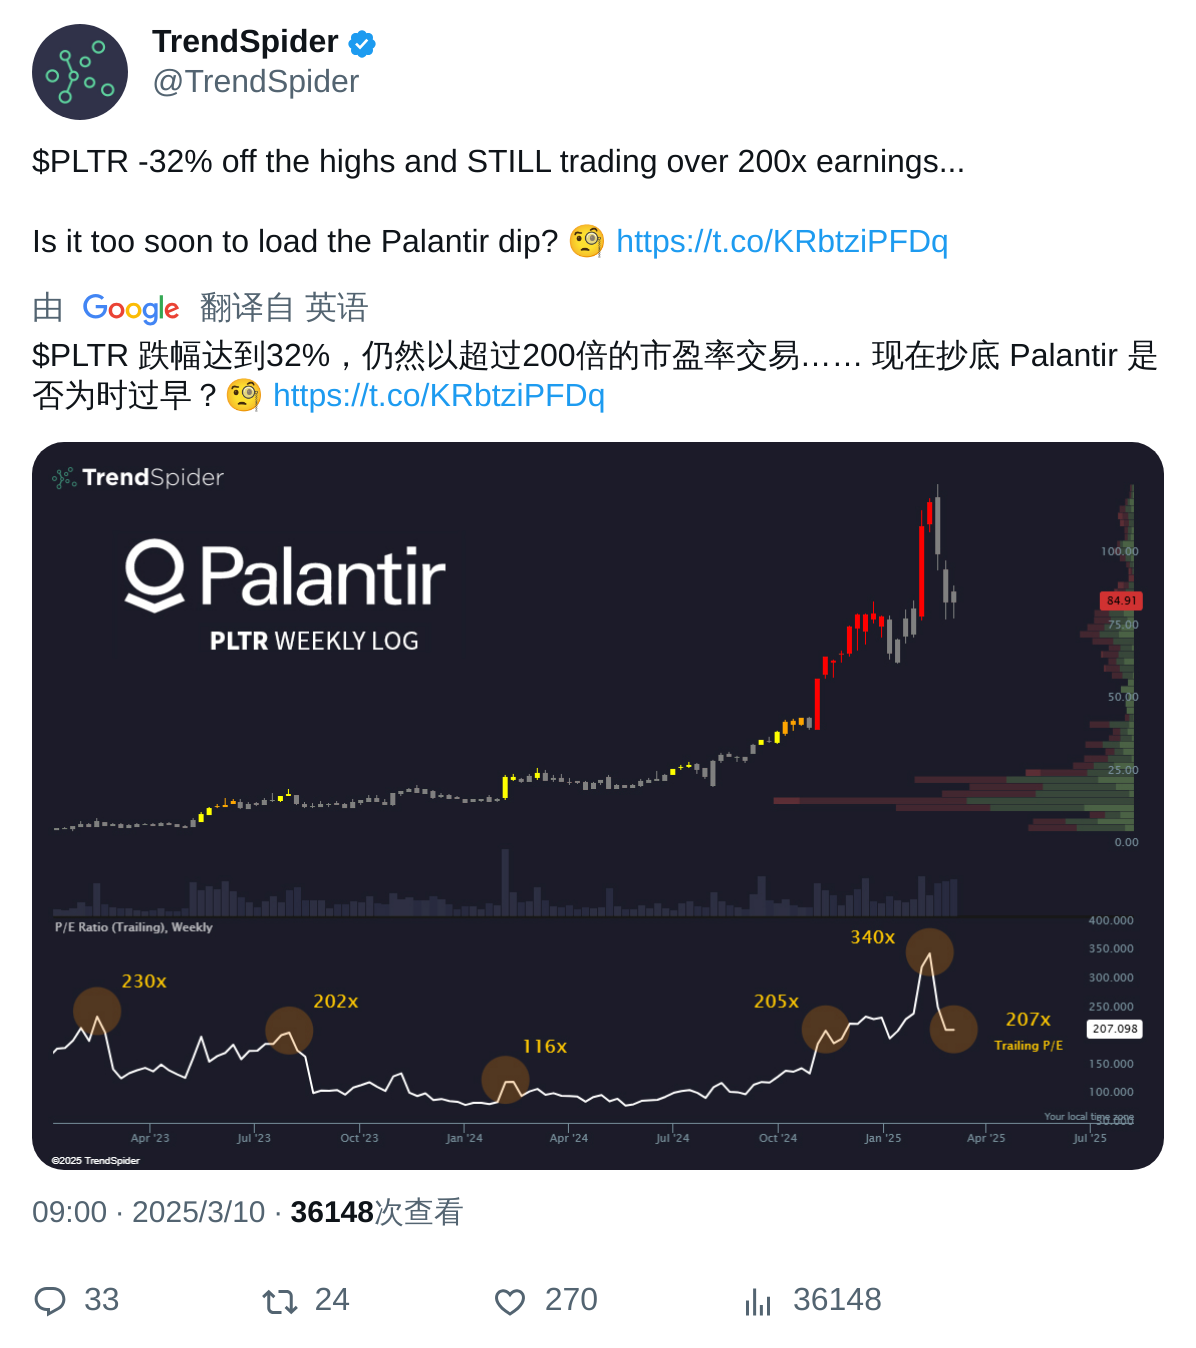 TrendSpider
@TrendSpider
$PLTR -32% off the highs and STILL trading over 200x earnings...
Is it too soon to load the Palantir dip? 🧐 https://t.co/KRbtziPFDq
由 Google 翻译自 英语
$PLTR 跌幅达到32%，仍然以超过200倍的市盈率交易…… 现在抄底 Palantir 是
否为时过早？🧐 https://t.co/KRbtziPFDq
TrendSpider
Palantir
PLTR WEEKLY LOG
100.00
84.91
75.00
50.00
25.00
0.00
P/E Ratio (Trailing), Weekly
230x
202x
116x
205x
340x
207x
Trailing P/E
400.000
350.000
300.000
250.000
207.098
150.000
100.000
Your local time zone
50.000
Apr '23 Jul '23 Oct '23 Jan '24 Apr '24 Jul '24 Oct '24 Jan '25 Apr '25 Jul '25
©2025 TrendSpider
09:00 · 2025/3/10 · 36148次查看
33 24 270 36148